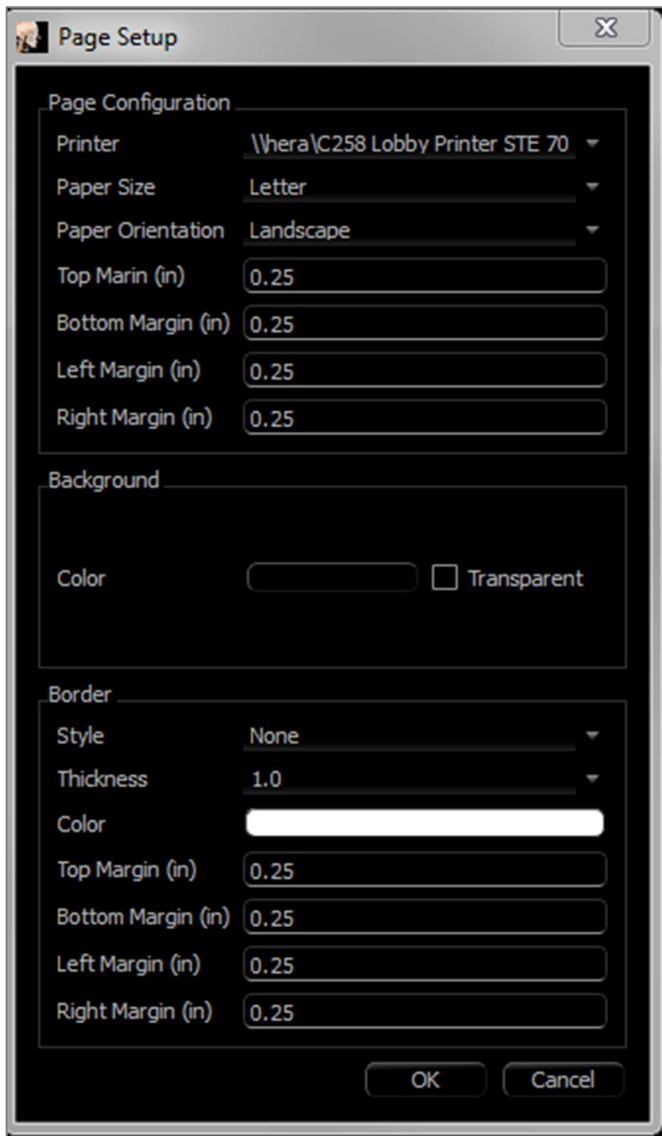 Page Setup
Page Configuration
Printer \\hera\C258 Lobby Printer STE 70
Paper Size Letter
Paper Orientation Landscape
Top Marin (in) 0.25
Bottom Margin (in) 0.25
Left Margin (in) 0.25
Right Margin (in) 0.25
Background
Color Transparent
Border
Style None
Thickness 1.0
Color
Top Margin (in) 0.25
Bottom Margin (in) 0.25
Left Margin (in) 0.25
Right Margin (in) 0.25
OK Cancel